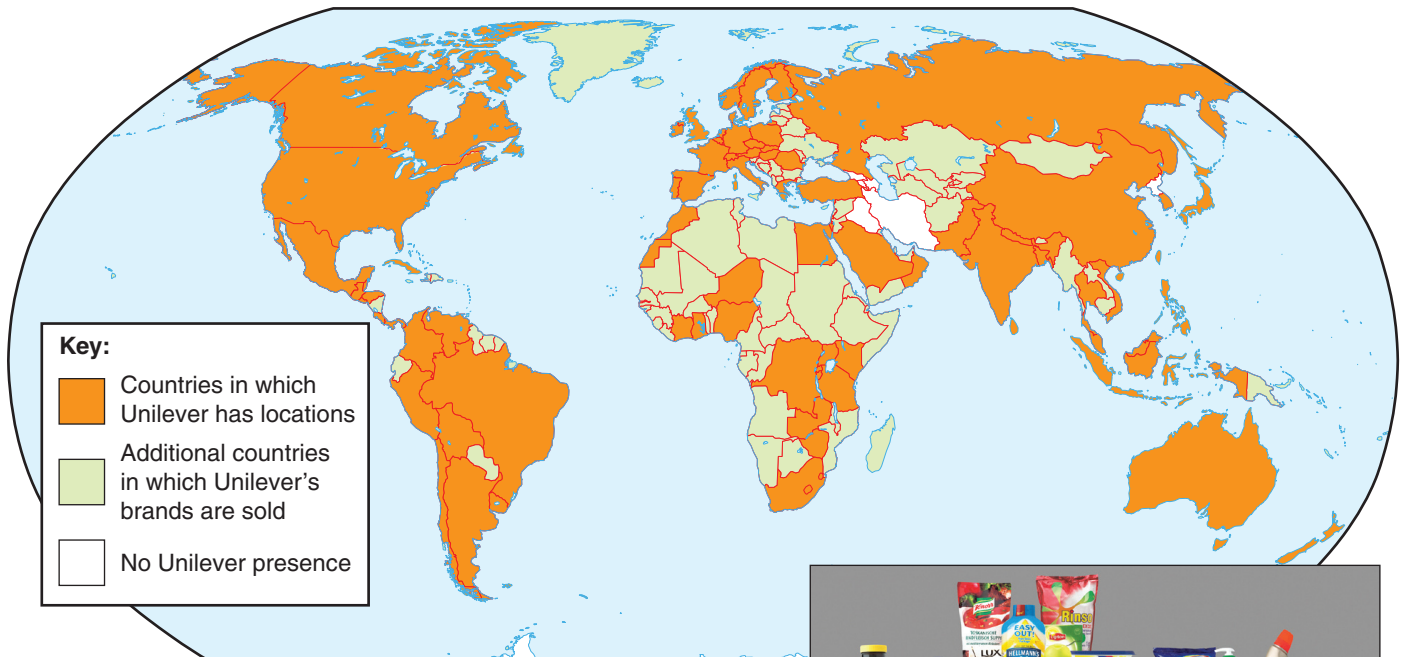 Key:
Countries in which
Unilever has locations
Additional countries
in which Unilever's
brands are sold
No Unilever presence
Knorr
Rinso
EASY
OUT!
Lipton
LUX
HELLMANN'S